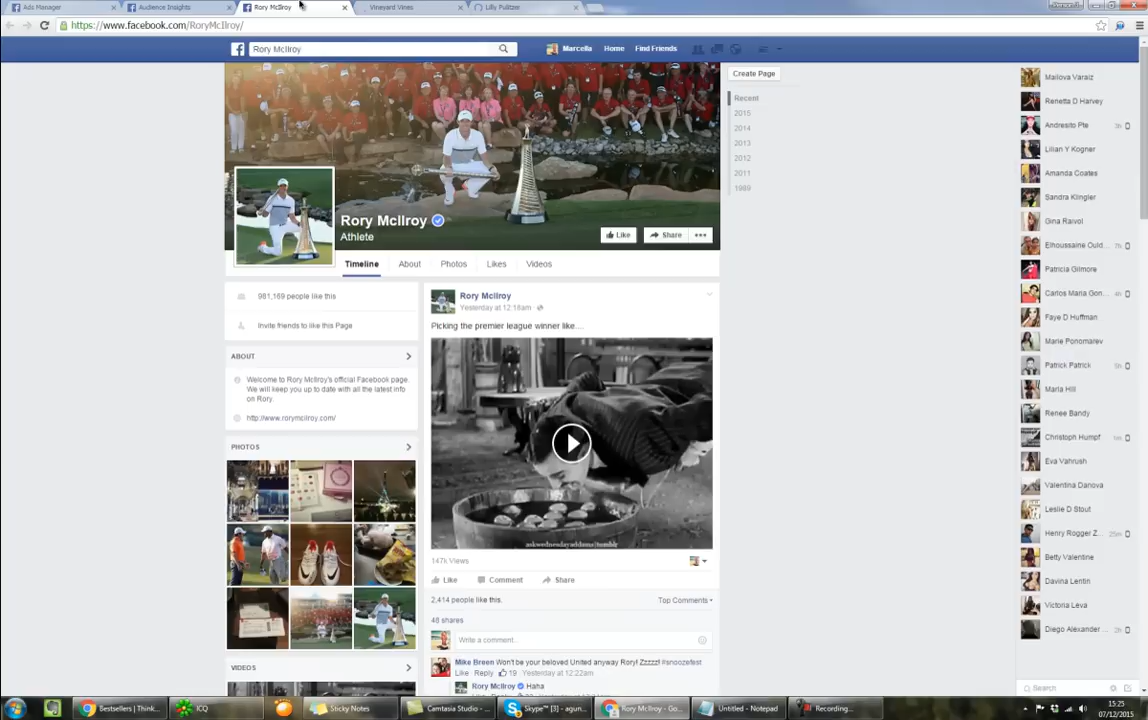 Ads Manager
Audience Insights
Rory McIlroy
Vineyard Vines
Lilly Pulitzer
https://www.facebook.com/RoryMcIlroy/
Rory McIlroy
Marcella
Home
Find Friends
Create Page
Recent
2015
2014
2013
2012
2011
1989
Rory McIlroy
Athlete
Like
Share
Timeline
About
Photos
Likes
Videos
981,169 people like this
Invite friends to like this Page
ABOUT
Welcome to Rory McIlroy's official Facebook page.
We will keep you up to date with all the latest info
on Rory.
http://www.rorymcilroy.com/
PHOTOS
VIDEOS
Rory McIlroy
Yesterday at 12:18am
Picking the premier league winner like....
askwednesdayaddams//tumblr
147k Views
Like
Comment
Share
2,414 people like this.
Top Comments
48 shares
Write a comment...
Mike Breen Won't be your beloved United anyway Rory! Zzzzz! #snoozefest
Like · Reply · 19 · Yesterday at 12:22am
Rory McIlroy Haha
Mailova Varaiz
Renetta D Harvey
Andresito Pte
3h
Lilian Y Kogner
Amanda Coates
Sandra Klingler
Gina Raivol
Elhoussaine Ould...
7h
Patricia Gilmore
Carlos Maria Gon...
4h
Faye D Huffman
Marie Ponomarev
Patrick Patrick
5h
Marla Hill
Renee Bandy
Christoph Humpf
Eva Vahrush
Valentina Danova
Leslie D Stout
Henry Rogger Z...
25m
Betty Valentine
Davina Lentin
Victoria Leva
Diego Alexander ...
2h
Search
Bestsellers | Think...
ICQ
Sticky Notes
Camtasia Studio - ...
Skype™ [3] - agun...
Rory McIlroy - Go...
Untitled - Notepad
Recording...
15:25
07/12/2015